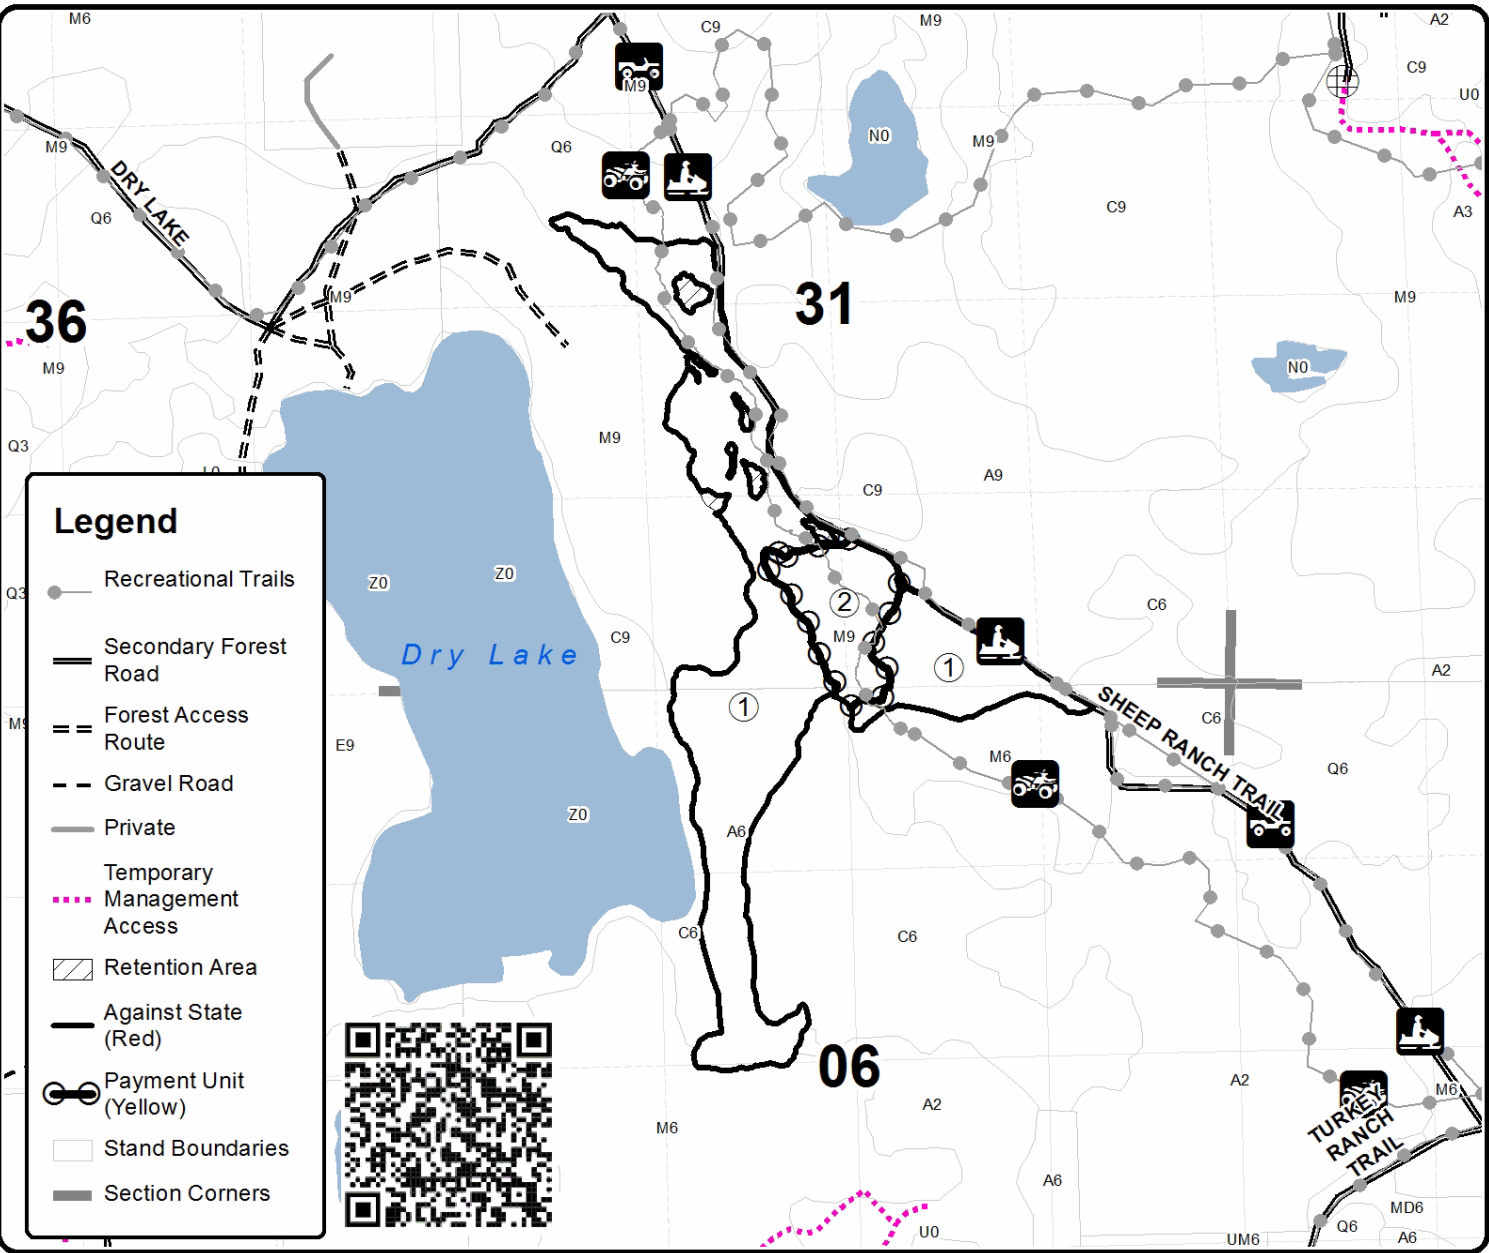 M6
C9
M9
A2
C9
U0
M9
M9
Q6
N0
M9
DRY LAKE
Q6
C9
A3
M9
31
M9
36
M9
N0
Q3
M9
L0
A9
C9
Legend
Recreational Trails
Secondary Forest
Road
Forest Access
Route
Gravel Road
Private
Temporary
Management
Access
Retention Area
Against State
(Red)
Payment Unit
(Yellow)
Stand Boundaries
Section Corners
Q3
M9
Z0
Z0
Dry Lake
C9
E9
Z0
2
M9
1
1
C6
A2
C6
SHEEP RANCH TRAIL
M6
Q6
A6
C6
C6
06
A2
A2
M6
M6
TURKEY
RANCH
TRAIL
A6
MD6
U0
UM6
Q6
A6